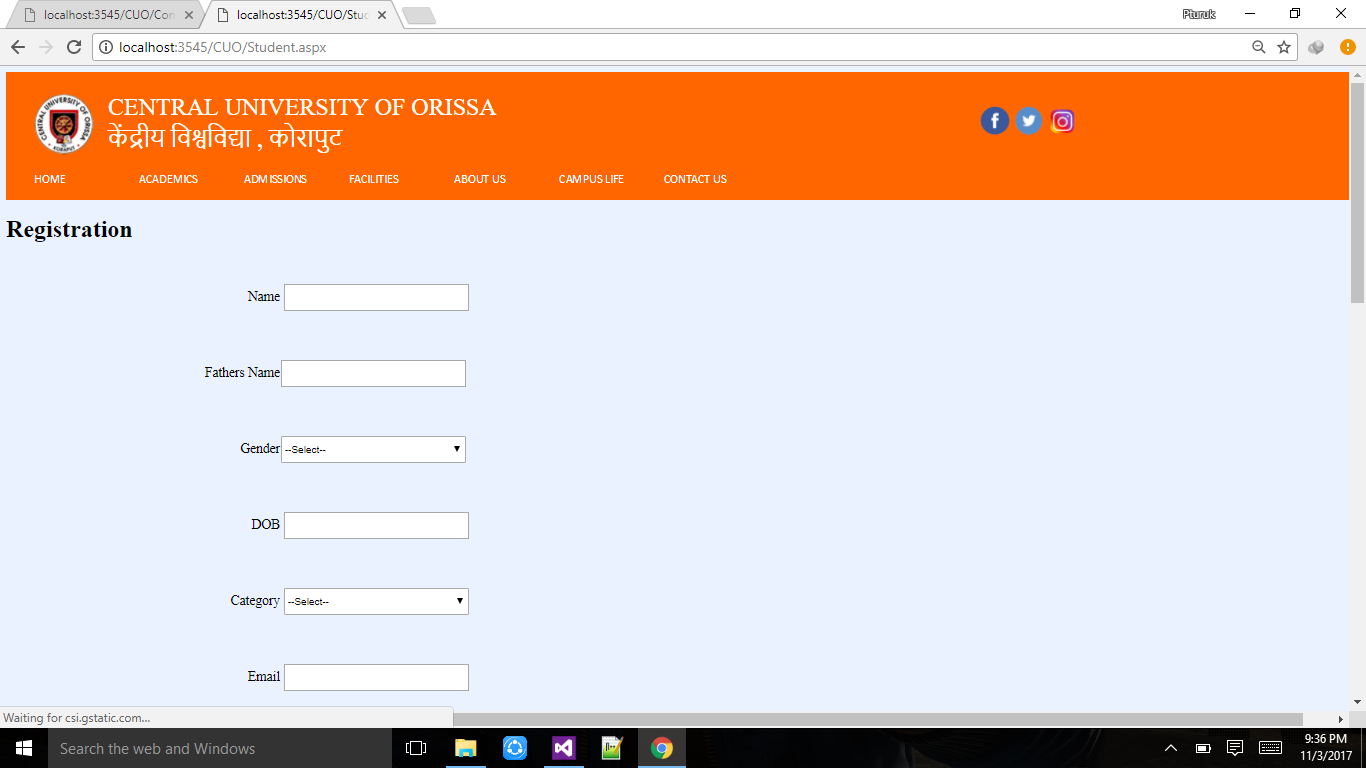 localhost:3545/CUO/Con
localhost:3545/CUO/Stud
Pturuk
localhost:3545/CUO/Student.aspx
CENTRAL UNIVERSITY OF ORISSA
केंद्रीय विश्वविद्या , कोरापुट
HOME ACADEMICS ADMISSIONS FACILITIES ABOUT US CAMPUS LIFE CONTACT US
Registration
Name
Fathers Name
Gender --Select--
DOB
Category --Select--
Email
Waiting for csi.gstatic.com...
Search the web and Windows
9:36 PM
11/3/2017